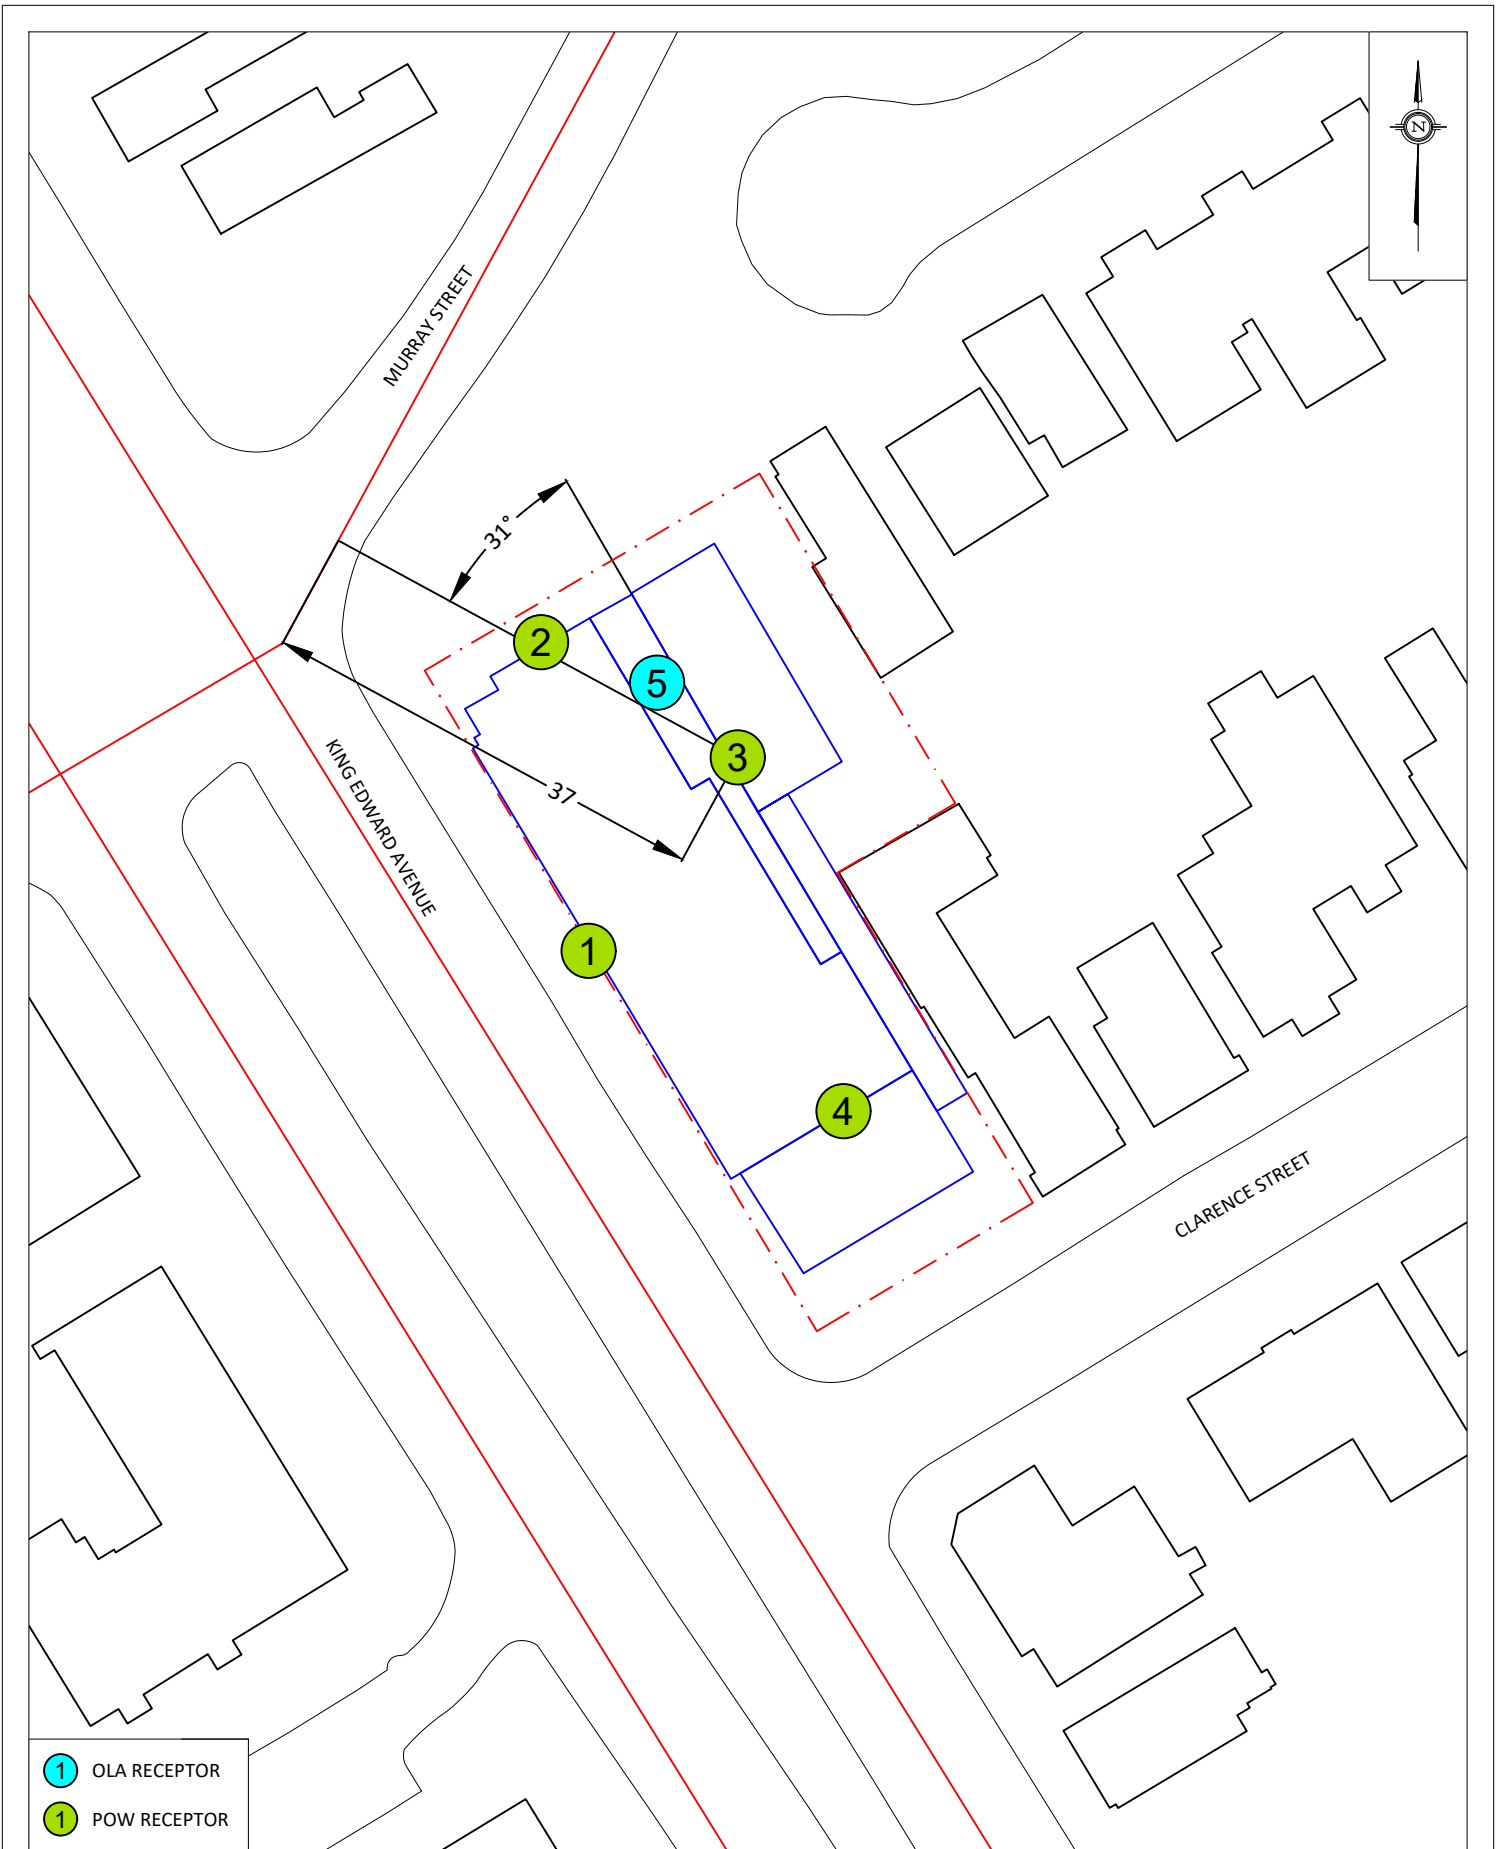 N
MURRAY STREET
31°
2
5
3
37
KING EDWARD AVENUE
1
4
CLARENCE STREET
1 OLA RECEPTOR
1 POW RECEPTOR